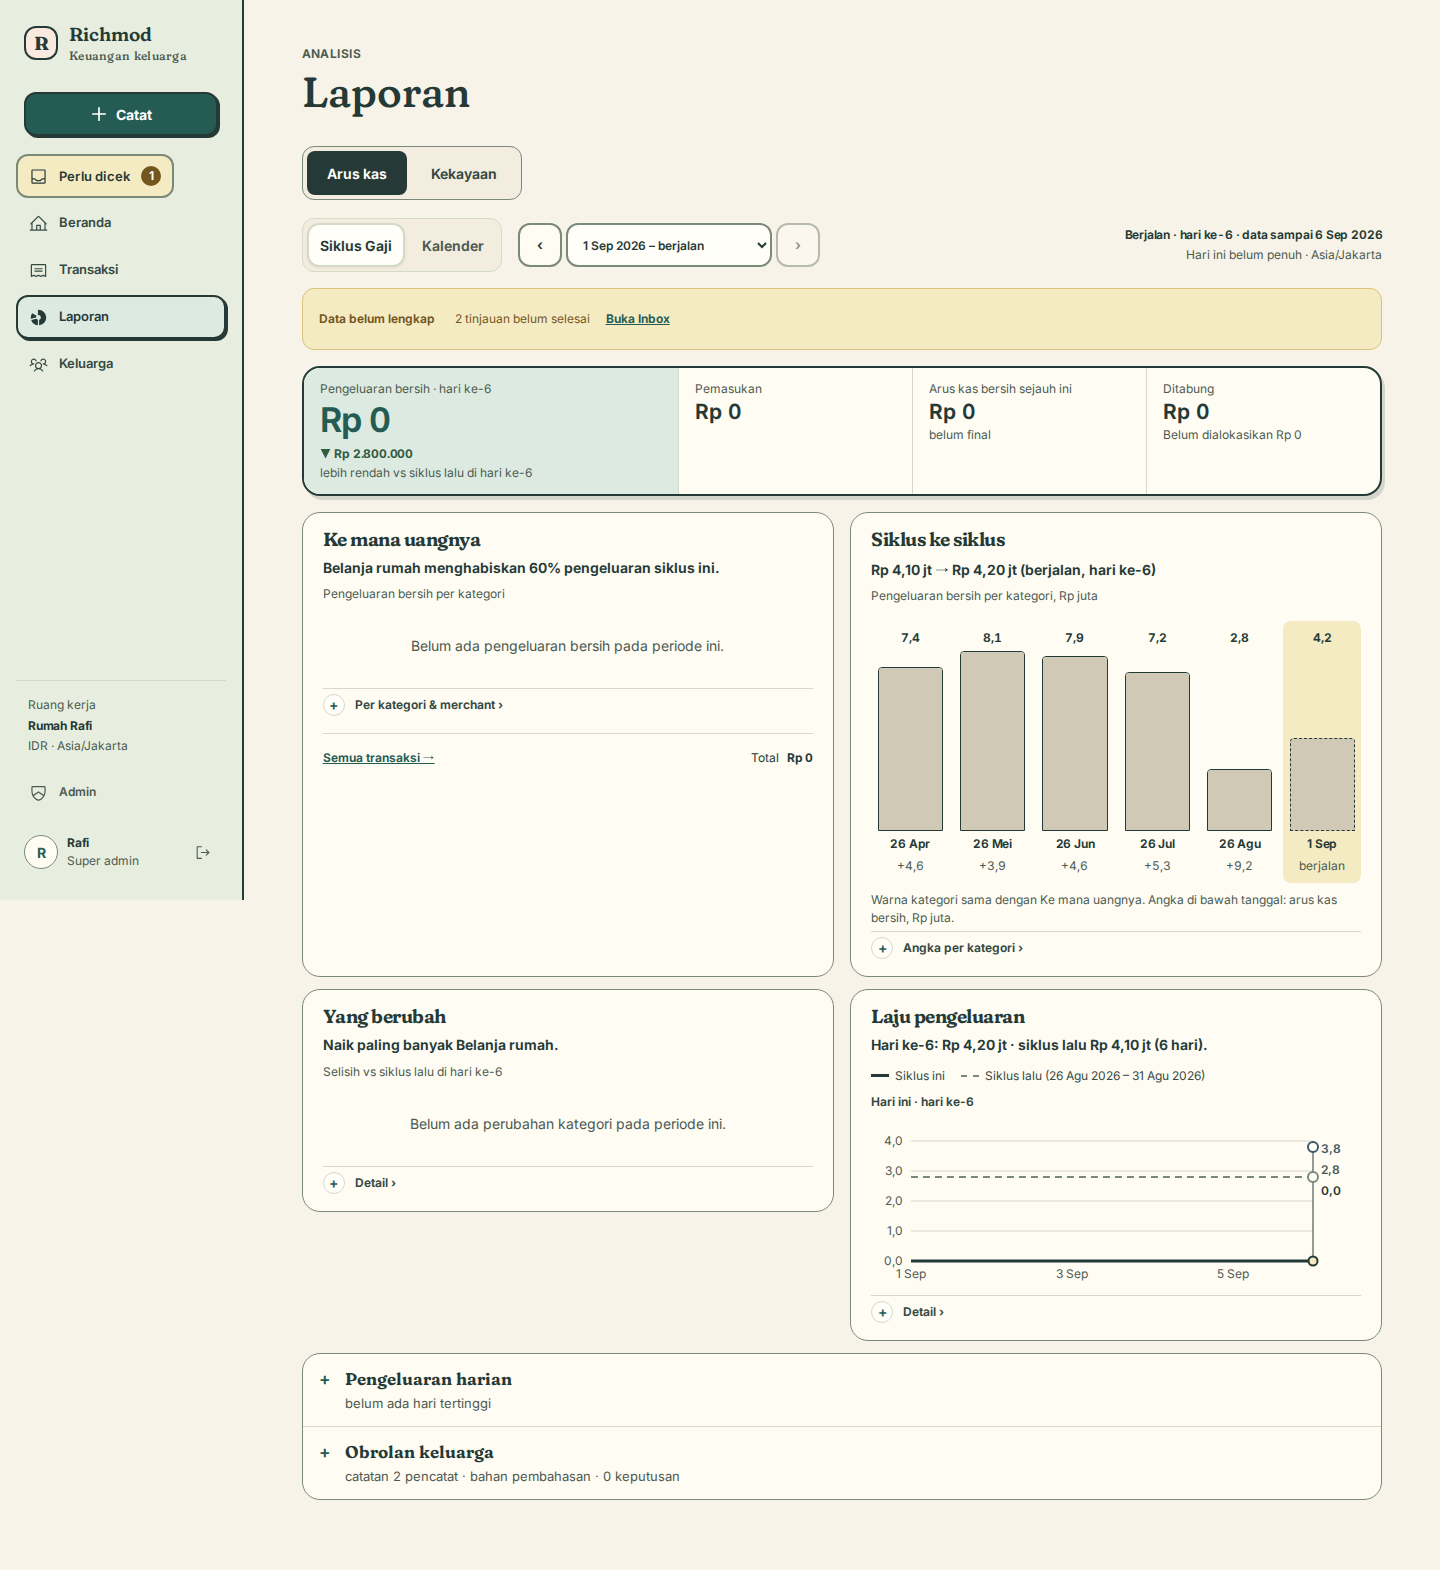 R
Richmod
Keuangan keluarga
Catat
Perlu dicek 1
Beranda
Transaksi
Laporan
Keluarga
Ruang kerja
Rumah Rafi
IDR · Asia/Jakarta
Admin
R
Rafi
Super admin
ANALISIS
Laporan
Arus kas Kekayaan
Siklus Gaji Kalender
‹ 1 Sep 2026 – berjalan ›
Berjalan · hari ke-6 · data sampai 6 Sep 2026
Hari ini belum penuh · Asia/Jakarta
Data belum lengkap 2 tinjauan belum selesai Buka Inbox
Pengeluaran bersih · hari ke-6
Rp 0
▼ Rp 2.800.000
lebih rendah vs siklus lalu di hari ke-6
Pemasukan
Rp 0
Arus kas bersih sejauh ini
Rp 0
belum final
Ditabung
Rp 0
Belum dialokasikan Rp 0
Ke mana uangnya
Belanja rumah menghabiskan 60% pengeluaran siklus ini.
Pengeluaran bersih per kategori
Belum ada pengeluaran bersih pada periode ini.
+ Per kategori & merchant ›
Semua transaksi → Total Rp 0
Siklus ke siklus
Rp 4,10 jt → Rp 4,20 jt (berjalan, hari ke-6)
Pengeluaran bersih per kategori, Rp juta
7,4 8,1 7,9 7,2 2,8 4,2
26 Apr 26 Mei 26 Jun 26 Jul 26 Agu 1 Sep
+4,6 +3,9 +4,6 +5,3 +9,2 berjalan
Warna kategori sama dengan Ke mana uangnya. Angka di bawah tanggal: arus kas
bersih, Rp juta.
+ Angka per kategori ›
Yang berubah
Naik paling banyak Belanja rumah.
Selisih vs siklus lalu di hari ke-6
Belum ada perubahan kategori pada periode ini.
+ Detail ›
Laju pengeluaran
Hari ke-6: Rp 4,20 jt · siklus lalu Rp 4,10 jt (6 hari).
Siklus ini Siklus lalu (26 Agu 2026 – 31 Agu 2026)
Hari ini · hari ke-6
4,0
3,0
2,0
1,0
0,0
3,8
2,8
0,0
1 Sep 3 Sep 5 Sep
+ Detail ›
+ Pengeluaran harian
belum ada hari tertinggi
+ Obrolan keluarga
catatan 2 pencatat · bahan pembahasan · 0 keputusan